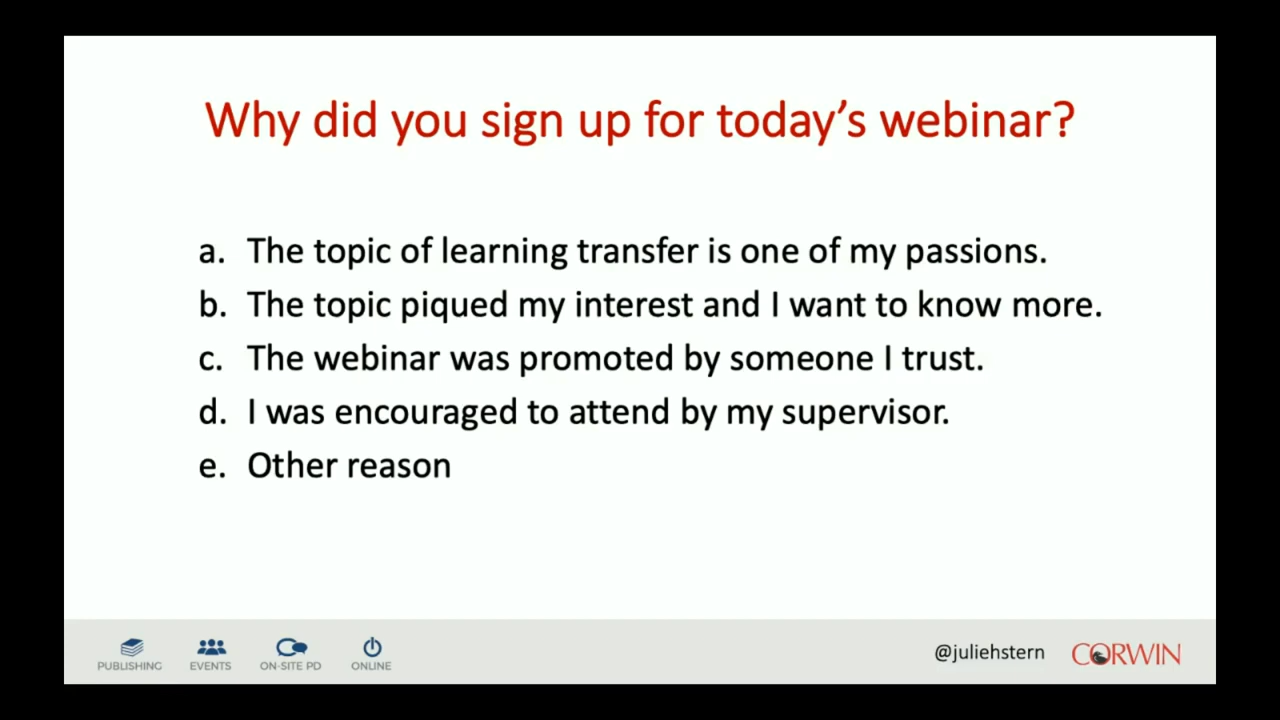 Why did you sign up for today’s webinar?
a. The topic of learning transfer is one of my passions.
b. The topic piqued my interest and I want to know more.
c. The webinar was promoted by someone I trust.
d. I was encouraged to attend by my supervisor.
e. Other reason
PUBLISHING EVENTS ON-SITE PD ONLINE @juliehstern CORWIN